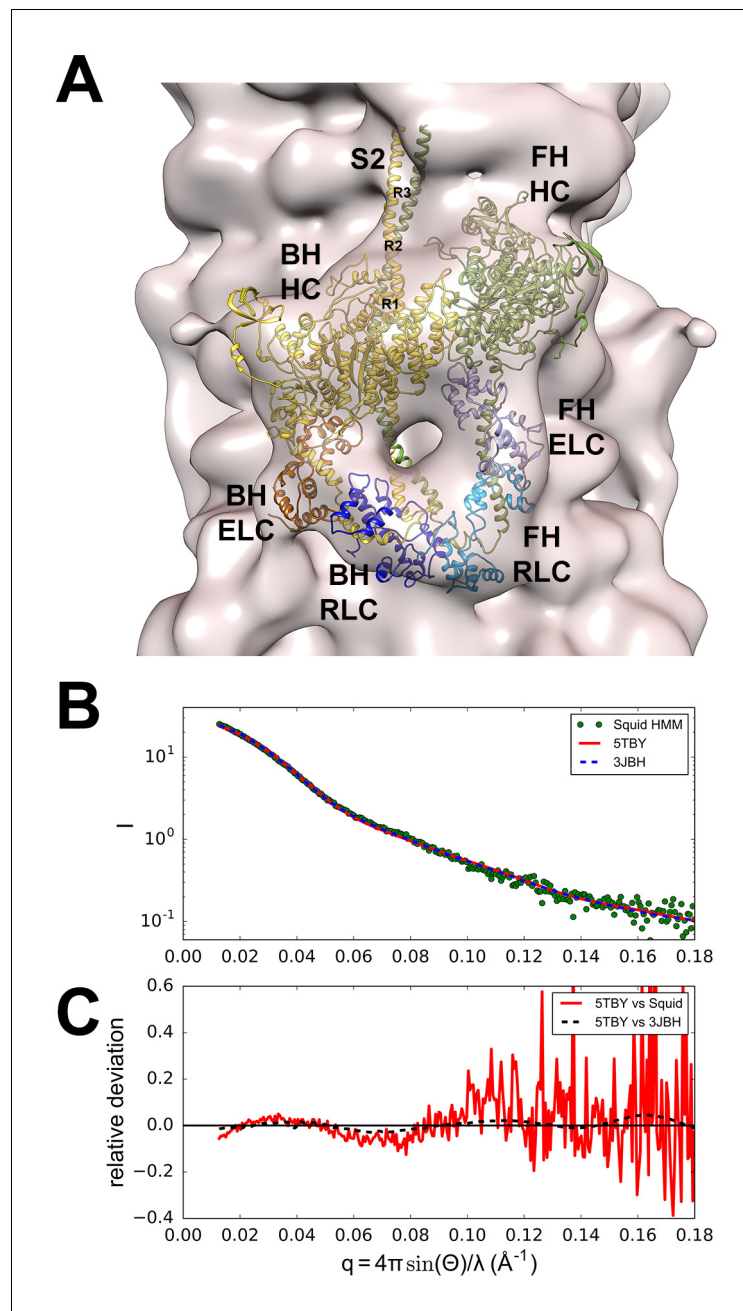 A
S2
R3
FH
HC
R2
BH
HC
R1
FH
ELC
BH
ELC
FH
RLC
BH
RLC
B
Squid HMM
5TBY
3JBH
I
10¹
10⁰
10⁻¹
0.00 0.02 0.04 0.06 0.08 0.10 0.12 0.14 0.16 0.18
C
5TBY vs Squid
5TBY vs 3JBH
relative deviation
0.6
0.4
0.2
0.0
−0.2
−0.4
0.00 0.02 0.04 0.06 0.08 0.10 0.12 0.14 0.16 0.18
q = 4π sin(Θ)/λ (Å⁻¹)